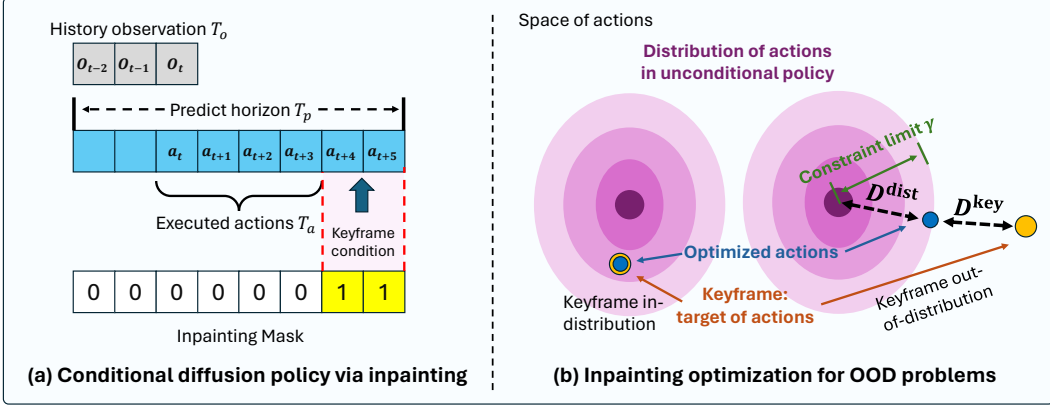 History observation T_o
O_{t-2} O_{t-1} O_t
Predict horizon T_p
a_t a_{t+1} a_{t+2} a_{t+3} a_{t+4} a_{t+5}
Executed actions T_a
Keyframe
condition
0 0 0 0 0 0 1 1
Inpainting Mask
(a) Conditional diffusion policy via inpainting
Space of actions
Distribution of actions
in unconditional policy
Constraint limit γ
D^dist
D^key
Optimized actions
Keyframe:
target of actions
Keyframe in-
distribution
Keyframe out-
of-distribution
(b) Inpainting optimization for OOD problems